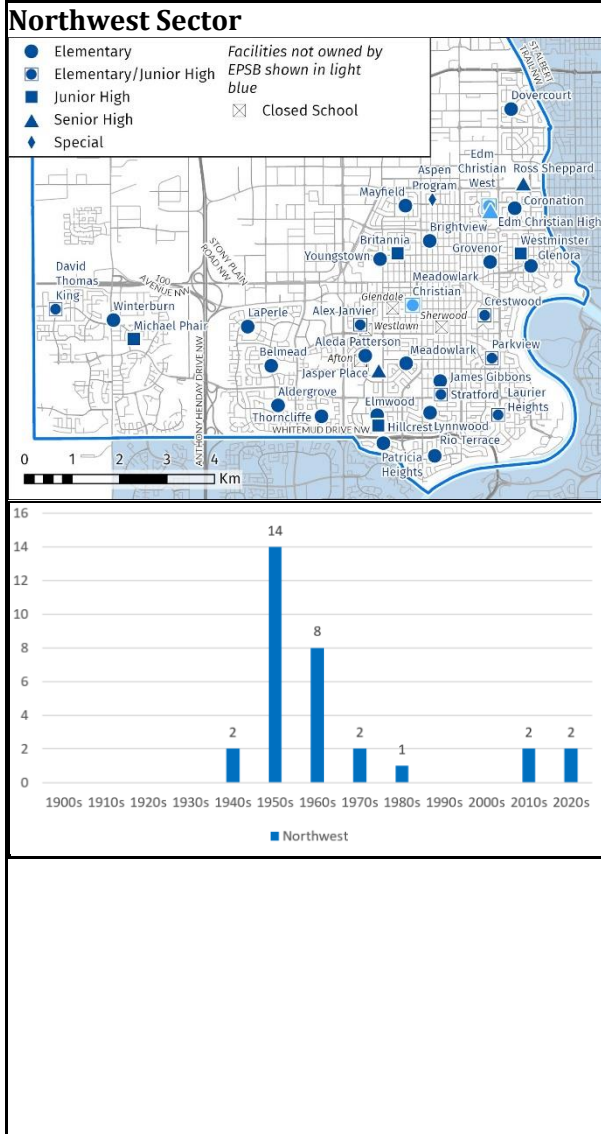 Northwest Sector
Elementary
Elementary/Junior High
Junior High
Senior High
Special
Facilities not owned by
EPSB shown in light
blue
Closed School
ST. ALBERT
TRAIL NW
Dovercourt
Edm
Christian
West
Ross Sheppard
Aspen
Program
Mayfield
Coronation
Edm Christian High
Brightview
Britannia
Grovenor
Westminster
Glenora
Youngstown
STONY PLAIN
ROAD NW
100
AVENUE NW
David
Thomas
King
Winterburn
Michael Phair
Meadowlark
Christian
Glendale
Crestwood
LaPerle
Alex-Janvier
Sherwood
Westlawn
Aleda Patterson
Parkview
Belmead
Afton
Meadowlark
Jasper Place
James Gibbons
Aldergrove
Elmwood
Stratford
Laurier
Heights
Thorncliffe
Hillcrest
Lynnwood
WHITEMUD DRIVE NW
Rio Terrace
Patricia
Heights
ANTHONY HENDAY DRIVE NW
0 1 2 3 4
Km
16
14
12
10
8
6
4
2
0
2
14
8
2
1
2
2
1900s 1910s 1920s 1930s 1940s 1950s 1960s 1970s 1980s 1990s 2000s 2010s 2020s
Northwest